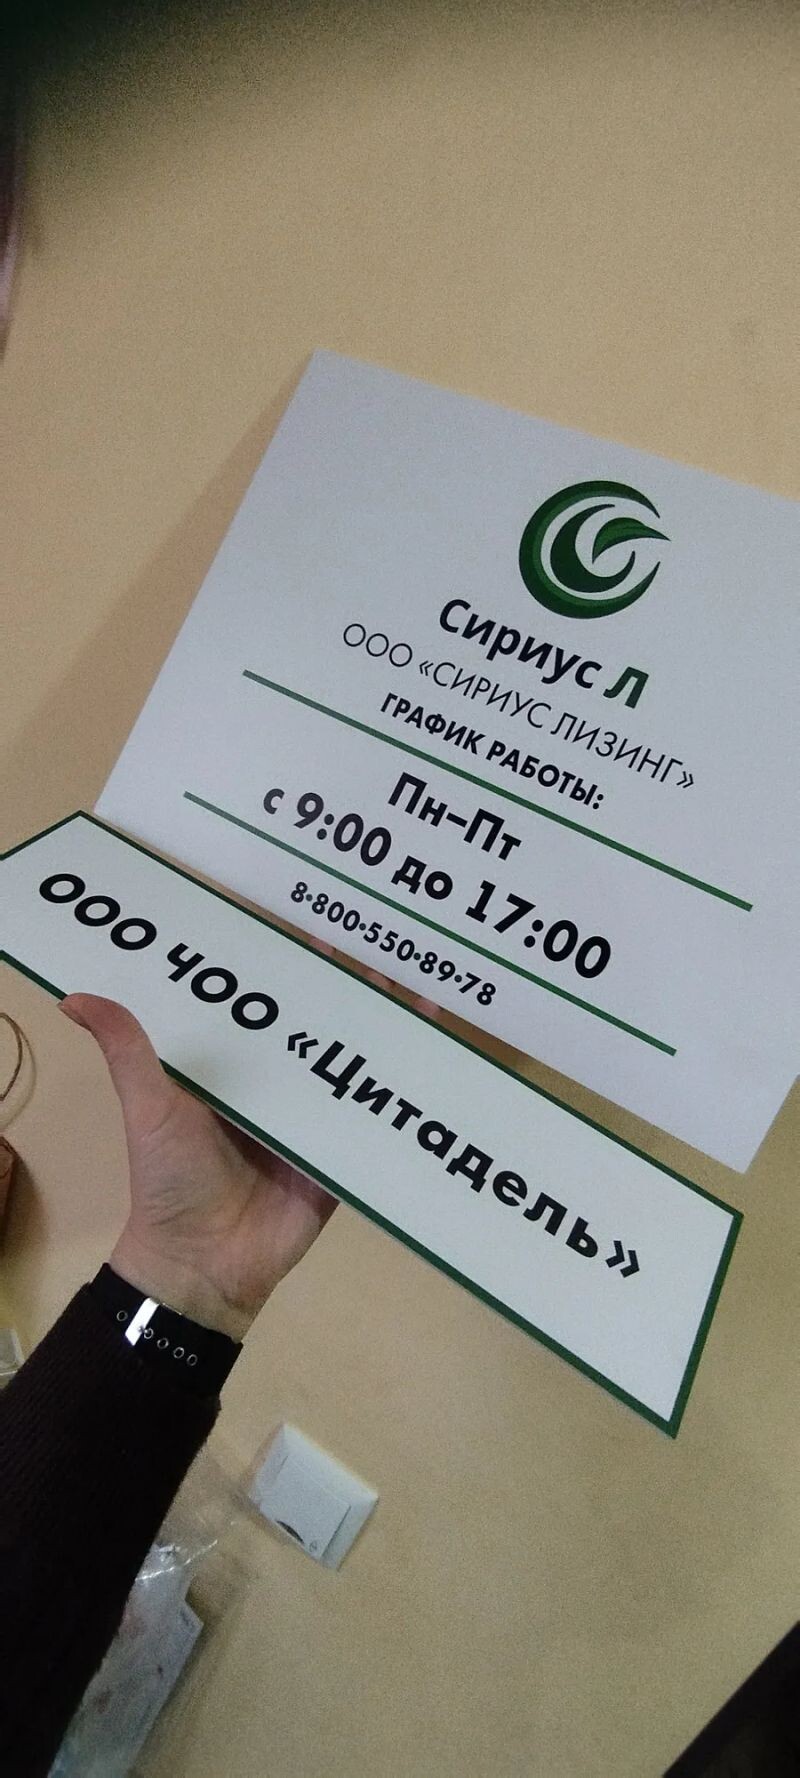 Сириус Л
ООО «СИРИУС ЛИЗИНГ»
ГРАФИК РАБОТЫ:
Пн-Пт
с 9:00 до 17:00
8·800·550·89·78
ООО ЧОО «Цитадель»